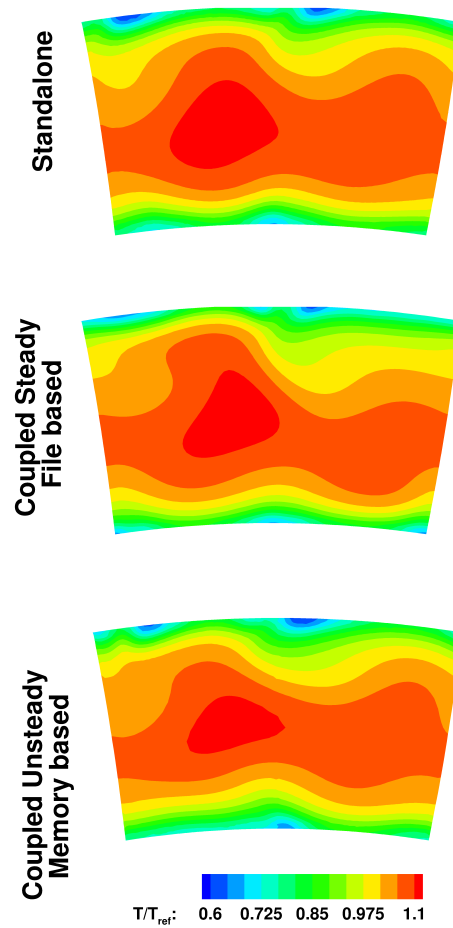 Standalone
Coupled Steady
File based
Coupled Unsteady
Memory based
T/Tref: 0.6 0.725 0.85 0.975 1.1